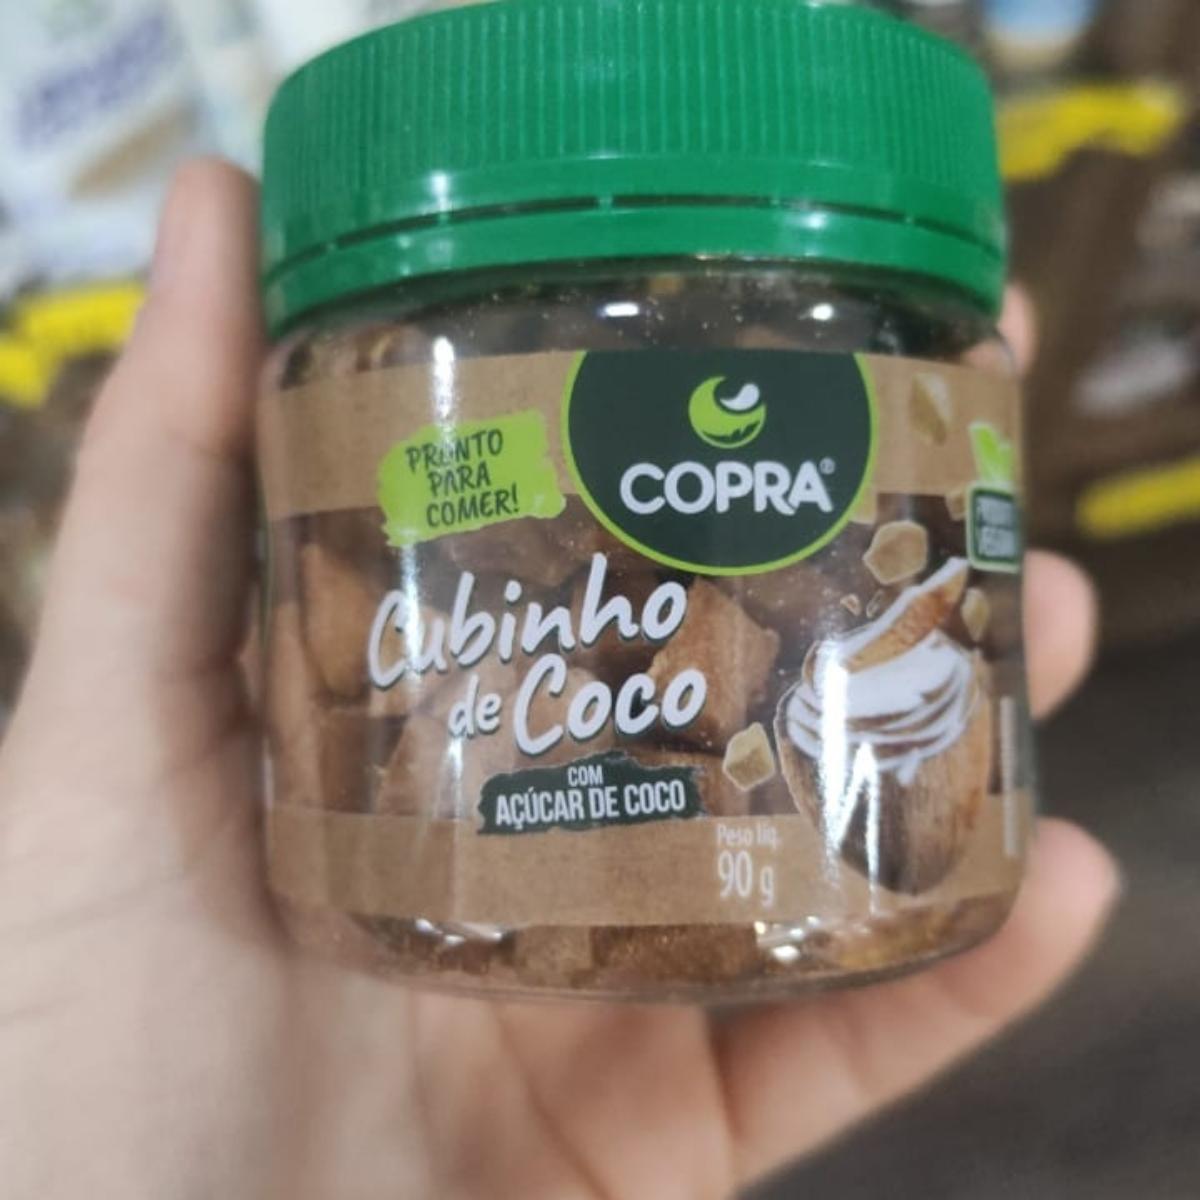 COPRA®
PRONTO
PARA
COMER!
Cubinho
de Coco
COM
AÇÚCAR DE COCO
Peso líq.
90 g